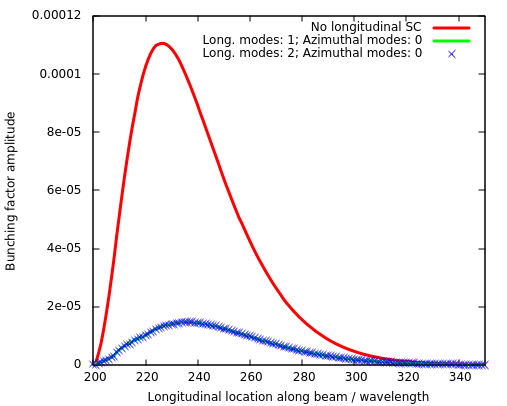 0.00012
0.0001
8e-05
6e-05
4e-05
2e-05
0
Bunching factor amplitude
No longitudinal SC
Long. modes: 1; Azimuthal modes: 0
Long. modes: 2; Azimuthal modes: 0
200 220 240 260 280 300 320 340
Longitudinal location along beam / wavelength